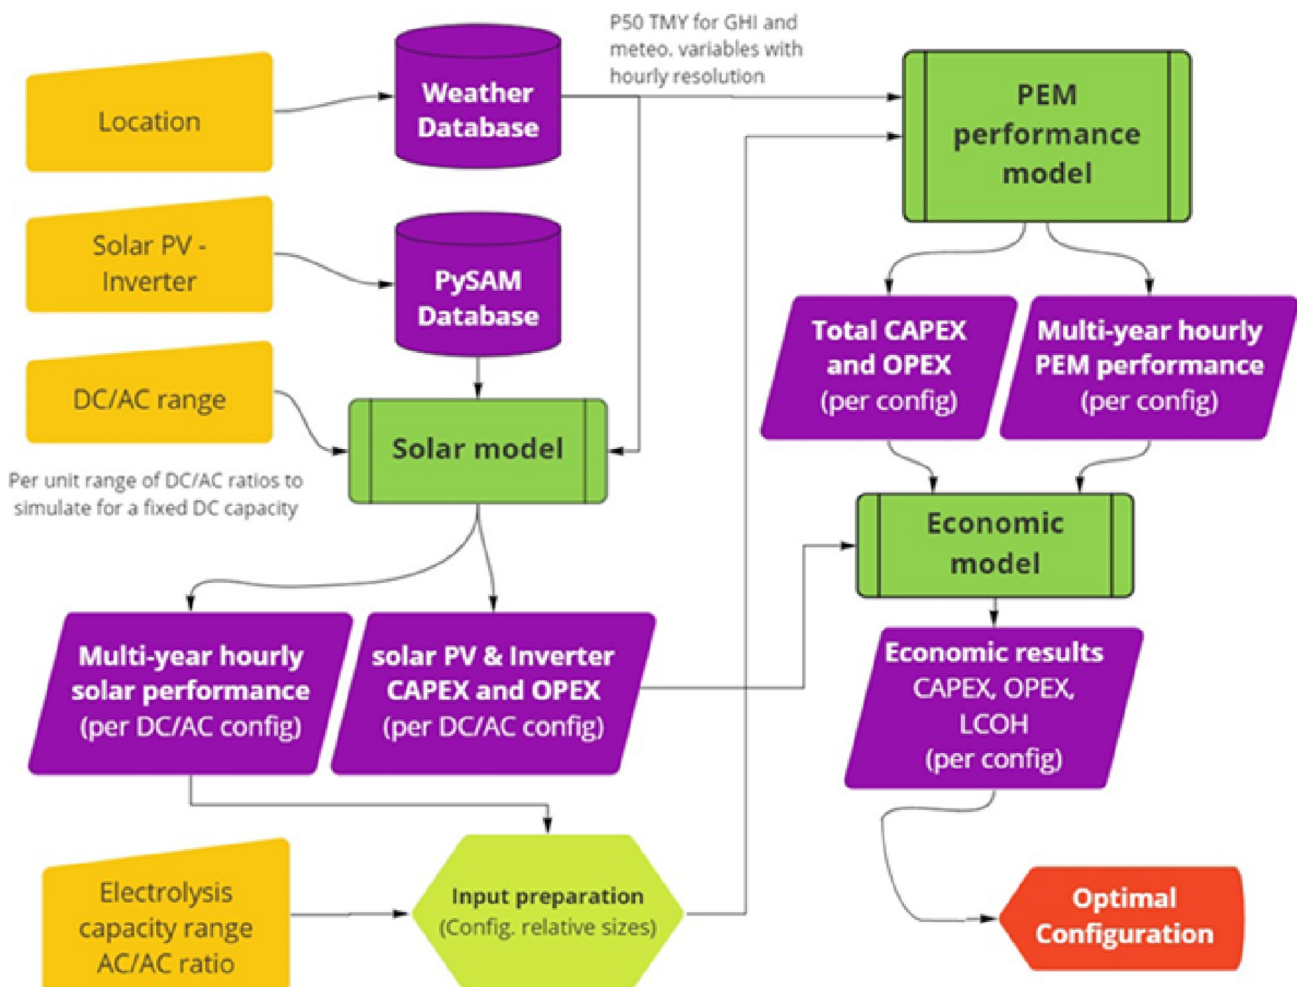 P50 TMY for GHI and
meteo. variables with
hourly resolution
Location
Weather
Database
PEM
performance
model
Solar PV -
Inverter
PySAM
Database
Total CAPEX
and OPEX
(per config)
Multi-year hourly
PEM performance
(per config)
DC/AC range
Solar model
Per unit range of DC/AC ratios to
simulate for a fixed DC capacity
Economic
model
Multi-year hourly
solar performance
(per DC/AC config)
solar PV & Inverter
CAPEX and OPEX
(per DC/AC config)
Economic results
CAPEX, OPEX,
LCOH
(per config)
Electrolysis
capacity range
AC/AC ratio
Input preparation
(Config. relative sizes)
Optimal
Configuration